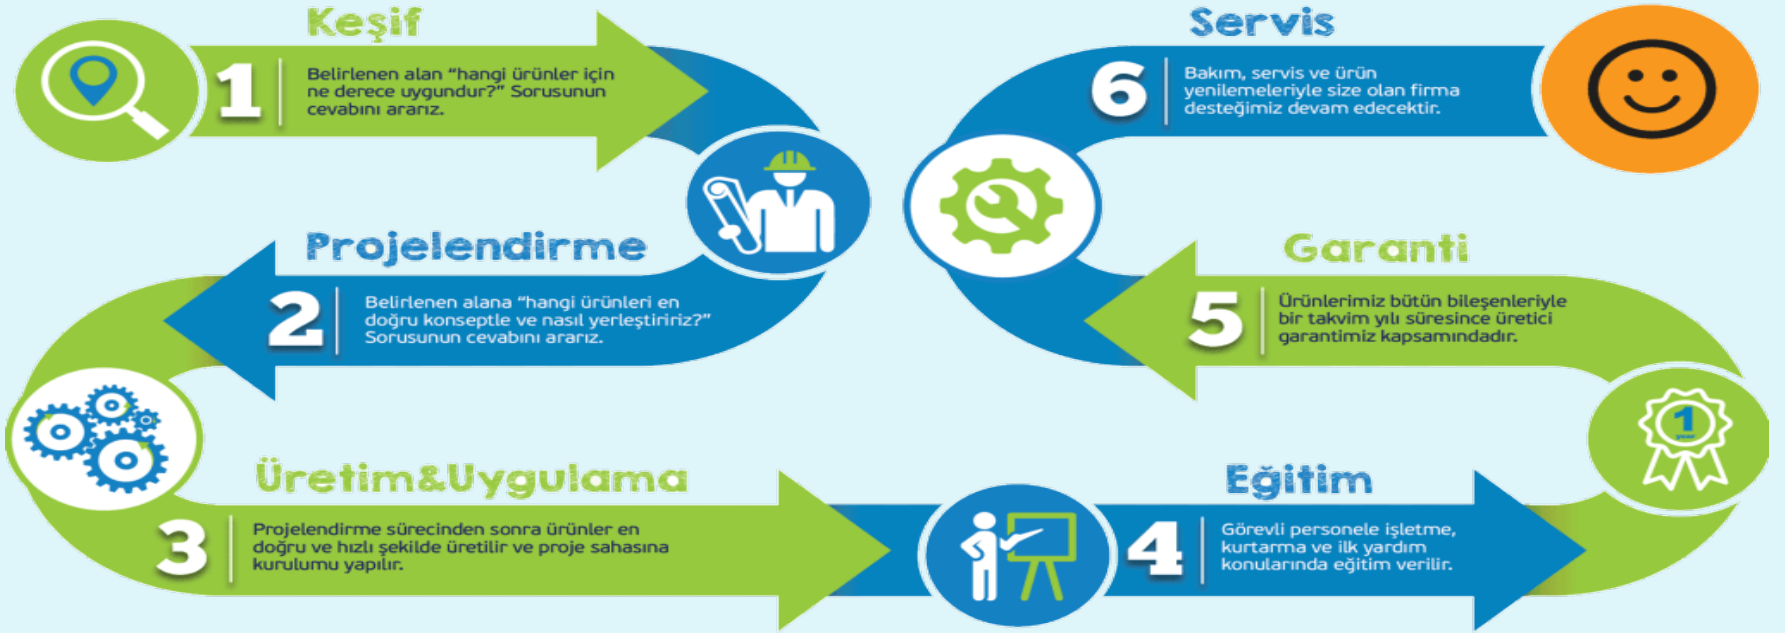 Keşif
1
Belirlenen alan “hangi ürünler için
ne derece uygundur?” Sorusunun
cevabını ararız.
Projelendirme
2
Belirlenen alana “hangi ürünleri en
doğru konseptle ve nasıl yerleştiririz?”
Sorusunun cevabını ararız.
Üretim&Uygulama
3
Projelendirme sürecinden sonra ürünler en
doğru ve hızlı şekilde üretilir ve proje sahasına
kurulumu yapılır.
Eğitim
4
Görevli personele işletme,
kurtarma ve ilk yardım
konularında eğitim verilir.
1
year
Garanti
5
Ürünlerimiz bütün bileşenleriyle
bir takvim yılı süresince üretici
garantimiz kapsamındadır.
Servis
6
Bakım, servis ve ürün
yenilemeleriyle size olan firma
desteğimiz devam edecektir.